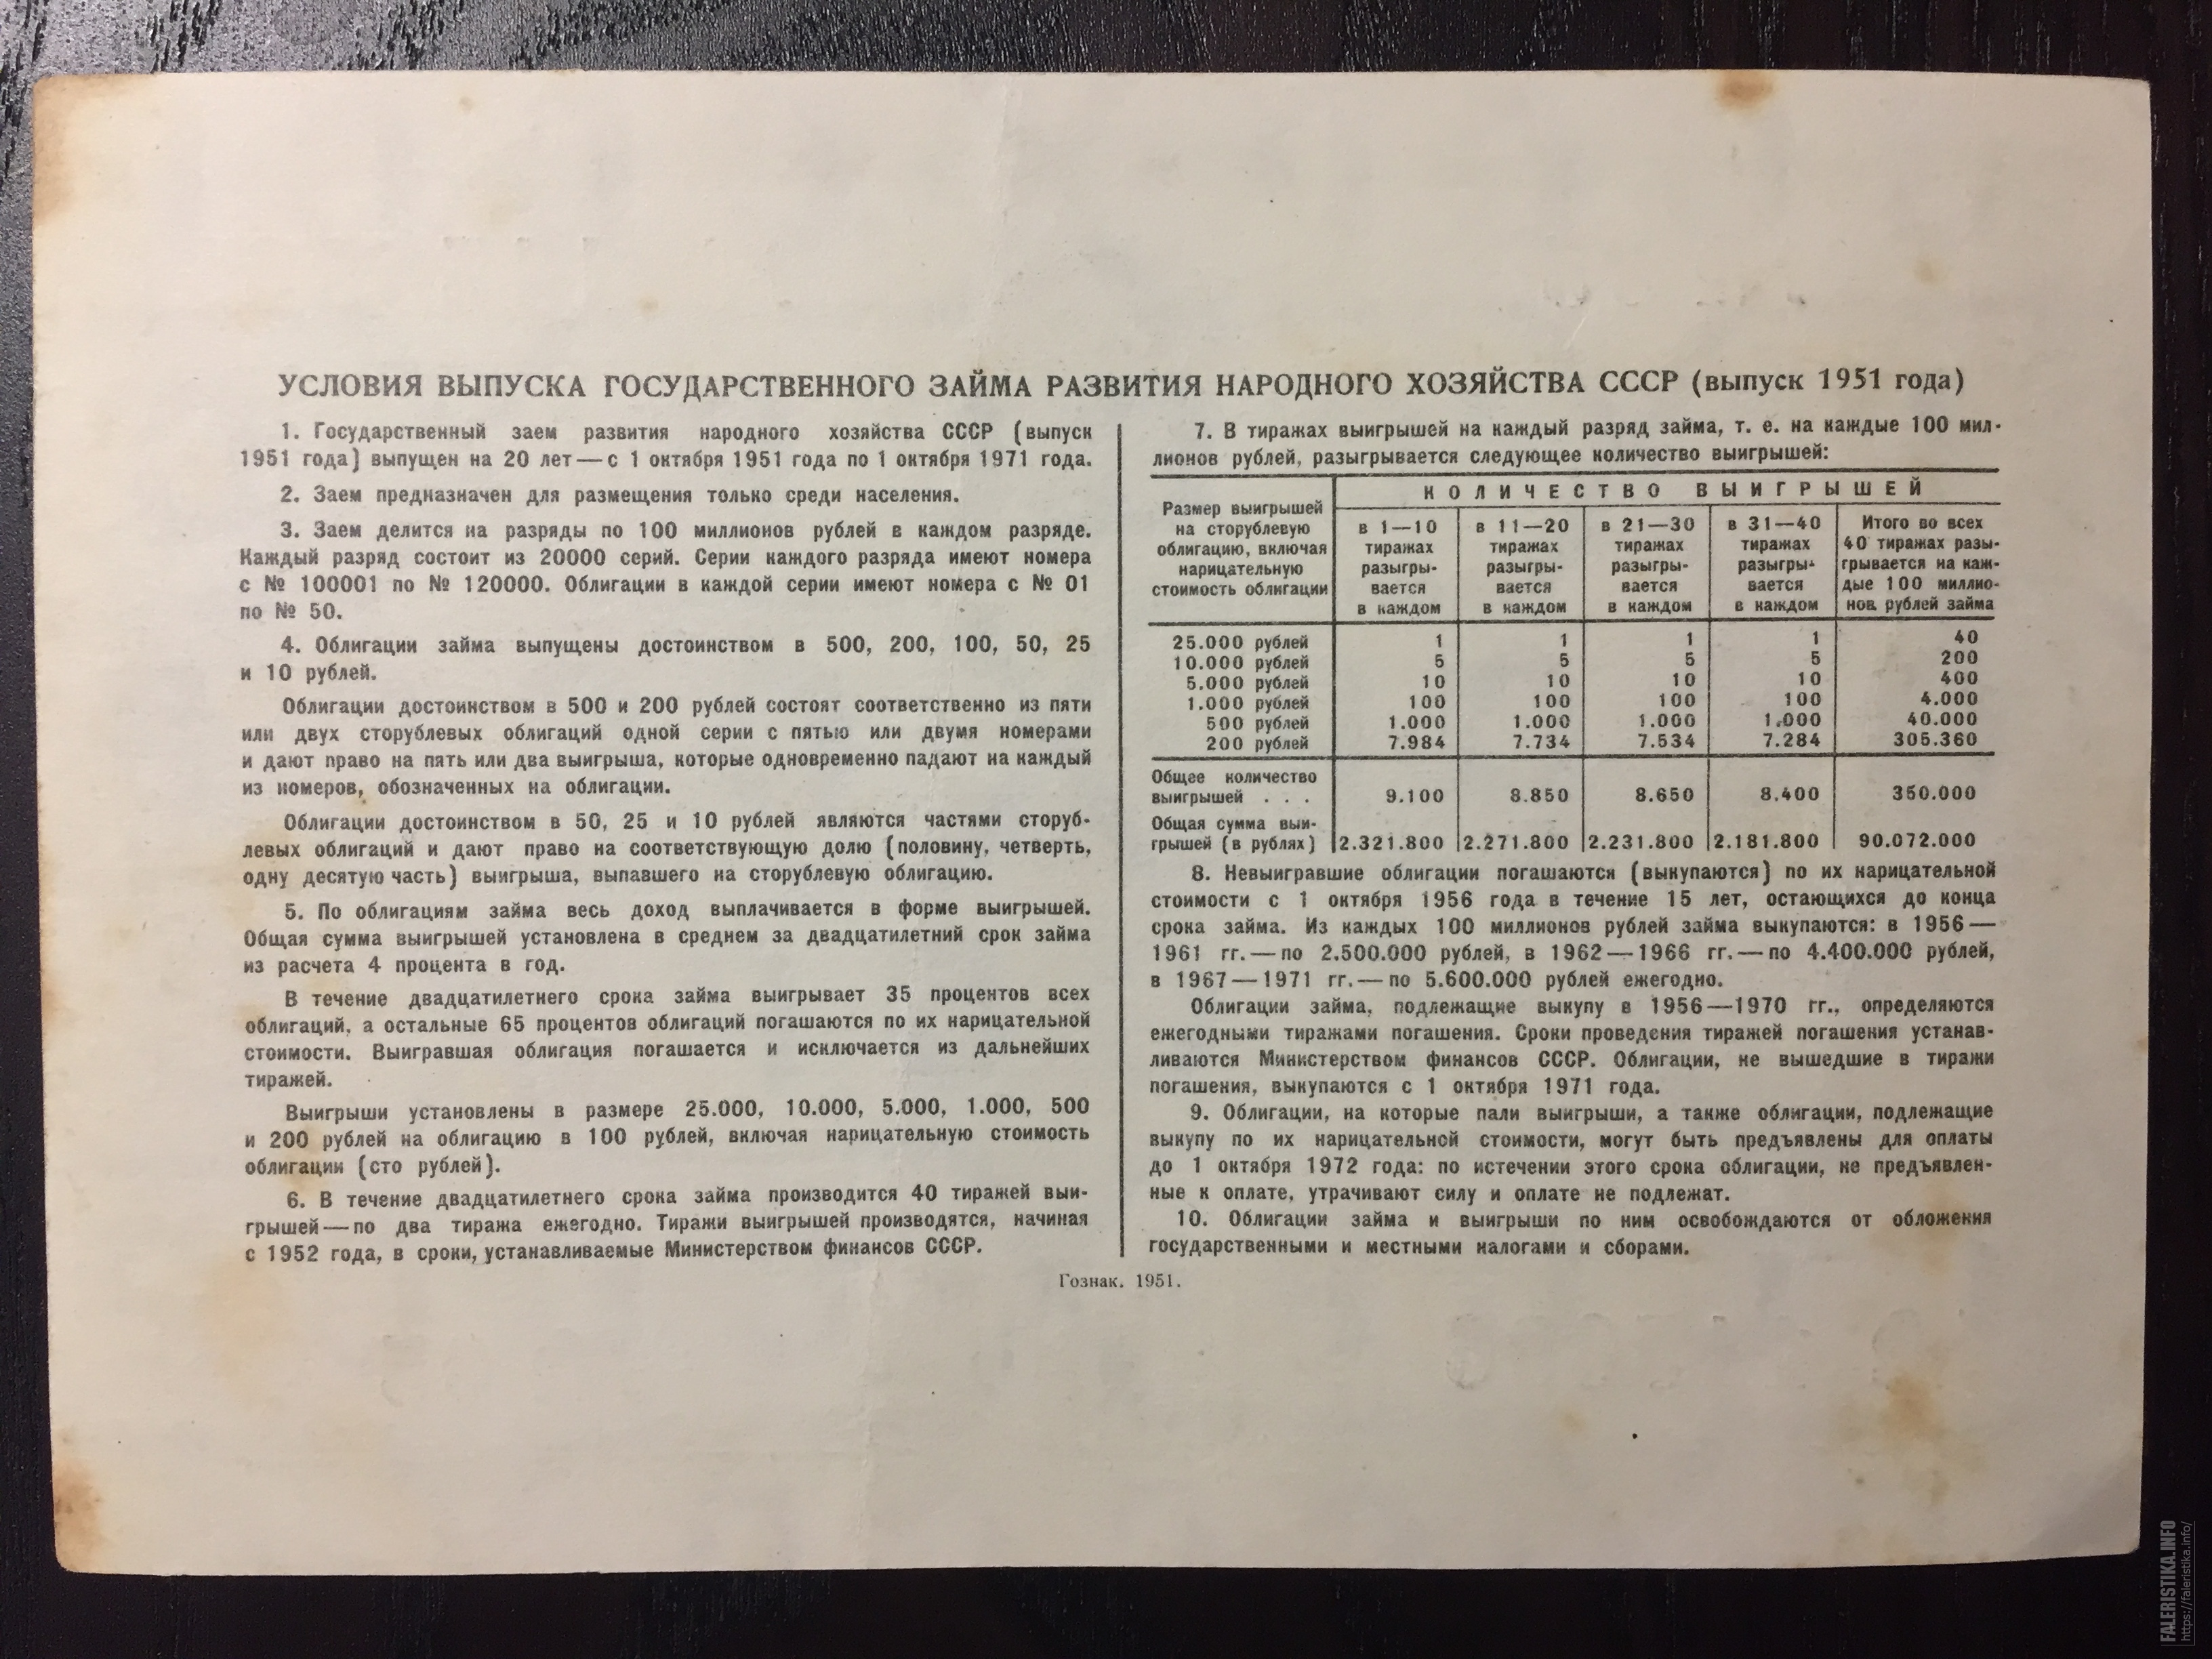 УСЛОВИЯ ВЫПУСКА ГОСУДАРСТВЕННОГО ЗАЙМА РАЗВИТИЯ НАРОДНОГО ХОЗЯЙСТВА СССР (выпуск 1951 года)
1. Государственный заем развития народного хозяйства СССР (выпуск
1951 года) выпущен на 20 лет — с 1 октября 1951 года по 1 октября 1971 года.
2. Заем предназначен для размещения только среди населения.
3. Заем делится на разряды по 100 миллионов рублей в каждом разряде.
Каждый разряд состоит из 20000 серий. Серии каждого разряда имеют номера
с № 100001 по № 120000. Облигации в каждой серии имеют номера с № 01
по № 50.
4. Облигации займа выпущены достоинством в 500, 200, 100, 50, 25
и 10 рублей.
Облигации достоинством в 500 и 200 рублей состоят соответственно из пяти
или двух сторублевых облигаций одной серии с пятью или двумя номерами
и дают право на пять или два выигрыша, которые одновременно падают на каждый
из номеров, обозначенных на облигации.
Облигации достоинством в 50, 25 и 10 рублей являются частями сторуб-
левых облигаций и дают право на соответствующую долю (половину, четверть,
одну десятую часть) выигрыша, выпавшего на сторублевую облигацию.
5. По облигациям займа весь доход выплачивается в форме выигрышей.
Общая сумма выигрышей установлена в среднем за двадцатилетний срок займа
из расчета 4 процента в год.
В течение двадцатилетнего срока займа выигрывает 35 процентов всех
облигаций, а остальные 65 процентов облигаций погашаются по их нарицательной
стоимости. Выигравшая облигация погашается и исключается из дальнейших
тиражей.
Выигрыши установлены в размере 25.000, 10.000, 5.000, 1.000, 500
и 200 рублей на облигацию в 100 рублей, включая нарицательную стоимость
облигации (сто рублей).
6. В течение двадцатилетнего срока займа производится 40 тиражей выи-
грышей — по два тиража ежегодно. Тиражи выигрышей производятся, начиная
с 1952 года, в сроки, устанавливаемые Министерством финансов СССР.
7. В тиражах выигрышей на каждый разряд займа, т. е. на каждые 100 мил-
лионов рублей, разыгрывается следующее количество выигрышей:
Размер выигрышей
на сторублевую
облигацию, включая
нарицательную
стоимость облигации
КОЛИЧЕСТВО ВЫИГРЫШЕЙ
в 1—10
тиражах
разыгры-
вается
в каждом
в 11—20
тиражах
разыгры-
вается
в каждом
в 21—30
тиражах
разыгры-
вается
в каждом
в 31—40
тиражах
разыгры-
вается
в каждом
Итого во всех
40 тиражах разы-
грывается на каж-
дые 100 миллио-
нов рублей займа
25.000 рублей 1 1 1 1 40
10.000 рублей 5 5 5 5 200
5.000 рублей 10 10 10 10 400
1.000 рублей 100 100 100 100 4.000
500 рублей 1.000 1.000 1.000 1.000 40.000
200 рублей 7.984 7.734 7.534 7.284 305.360
Общее количество
выигрышей . . . 9.100 8.850 8.650 8.400 350.000
Общая сумма выи-
грышей (в рублях) 2.321.800 2.271.800 2.231.800 2.181.800 90.072.000
8. Невыигравшие облигации погашаются (выкупаются) по их нарицательной
стоимости с 1 октября 1956 года в течение 15 лет, остающихся до конца
срока займа. Из каждых 100 миллионов рублей займа выкупаются: в 1956 —
1961 гг. — по 2.500.000 рублей, в 1962 — 1966 гг. — по 4.400.000 рублей,
в 1967 — 1971 гг. — по 5.600.000 рублей ежегодно.
Облигации займа, подлежащие выкупу в 1956—1970 гг., определяются
ежегодными тиражами погашения. Сроки проведения тиражей погашения устанав-
ливаются Министерством финансов СССР. Облигации, не вышедшие в тиражи
погашения, выкупаются с 1 октября 1971 года.
9. Облигации, на которые пали выигрыши, а также облигации, подлежащие
выкупу по их нарицательной стоимости, могут быть предъявлены для оплаты
до 1 октября 1972 года: по истечении этого срока облигации, не предъявлен-
ные к оплате, утрачивают силу и оплате не подлежат.
10. Облигации займа и выигрыши по ним освобождаются от обложения
государственными и местными налогами и сборами.
Гознак. 1951.
FALERISTIKA.INFO
https://faleristika.info/